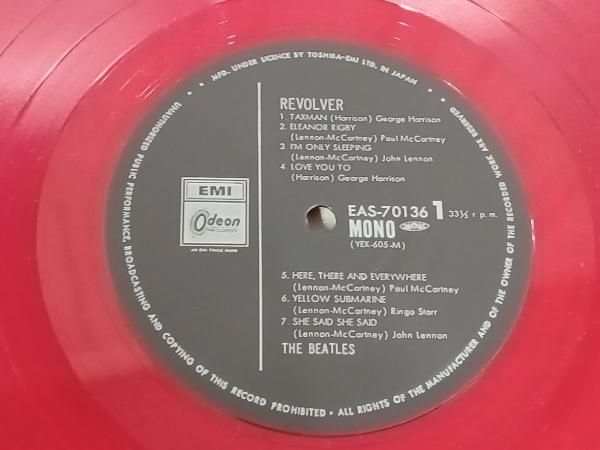 • MFD. UNDER LICENCE BY TOSHIBA-EMI LTD. IN JAPAN •
REVOLVER
1. TAXMAN (Harrison) George Harrison
2. ELEANOR RIGBY
(Lennon-McCartney) Paul McCartney
3. I'M ONLY SLEEPING
(Lennon-McCartney) John Lennon
4. LOVE YOU TO
(Harrison) George Harrison
EMI
Odeon
EAS-70136 1 33⅓ r.p.m.
MONO
(YEX-605-M)
5. HERE, THERE AND EVERYWHERE
(Lennon-McCartney) Paul McCartney
6. YELLOW SUBMARINE
(Lennon-McCartney) Ringo Starr
7. SHE SAID SHE SAID
(Lennon-McCartney) John Lennon
THE BEATLES
UNAUTHORIZED PUBLIC PERFORMANCE, BROADCASTING AND COPYING OF THIS RECORD PROHIBITED • ALL RIGHTS OF THE MANUFACTURER AND OF THE OWNER OF THE RECORDED WORK ARE RESERVED